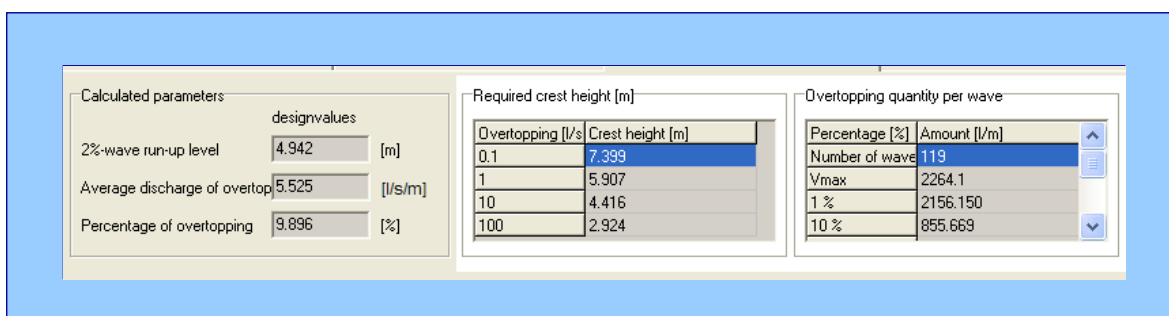 Calculated parameters
designvalues
2%-wave run-up level 4.942 [m]
Average discharge of overtop 5.525 [l/s/m]
Percentage of overtopping 9.896 [%]
Required crest height [m]
Overtopping [l/s Crest height [m]
0.1 7.399
1 5.907
10 4.416
100 2.924
Overtopping quantity per wave
Percentage [%] Amount [l/m]
Number of wave 119
Vmax 2264.1
1 % 2156.150
10 % 855.669